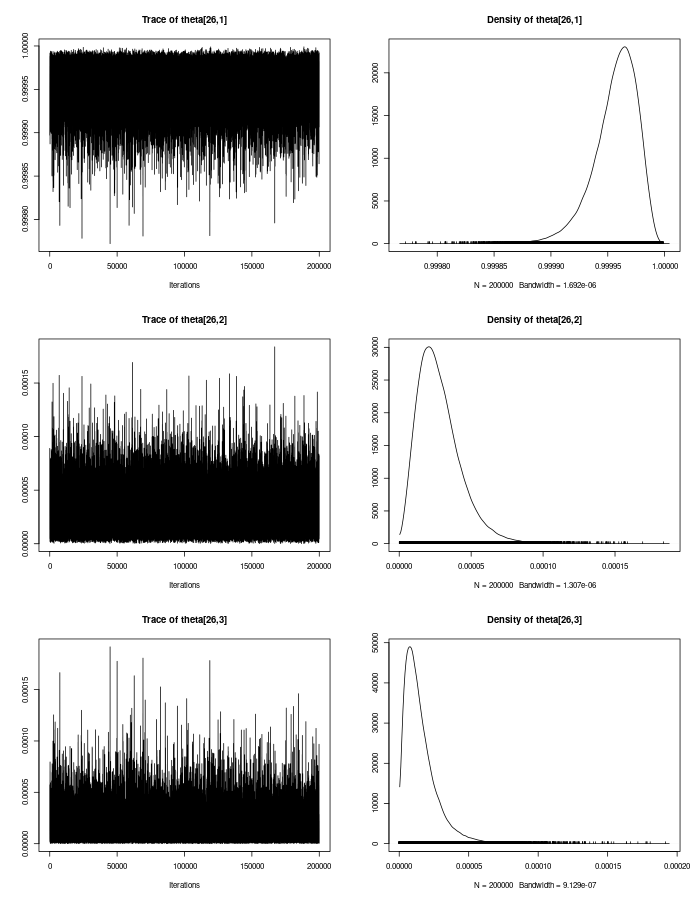 Trace of theta[26,1]
Density of theta[26,1]
0.99980 0.99985 0.99990 0.99995 1.00000
0 50000 100000 150000 200000
Iterations
0 5000 10000 15000 20000
0.99980 0.99985 0.99990 0.99995 1.00000
N = 200000 Bandwidth = 1.692e-06
Trace of theta[26,2]
Density of theta[26,2]
0.00000 0.00005 0.00010 0.00015
0 50000 100000 150000 200000
Iterations
0 5000 10000 15000 20000 25000 30000
0.00000 0.00005 0.00010 0.00015
N = 200000 Bandwidth = 1.307e-06
Trace of theta[26,3]
Density of theta[26,3]
0.00000 0.00005 0.00010 0.00015
0 50000 100000 150000 200000
Iterations
0 10000 20000 30000 40000 50000
0.00000 0.00005 0.00010 0.00015 0.00020
N = 200000 Bandwidth = 9.129e-07